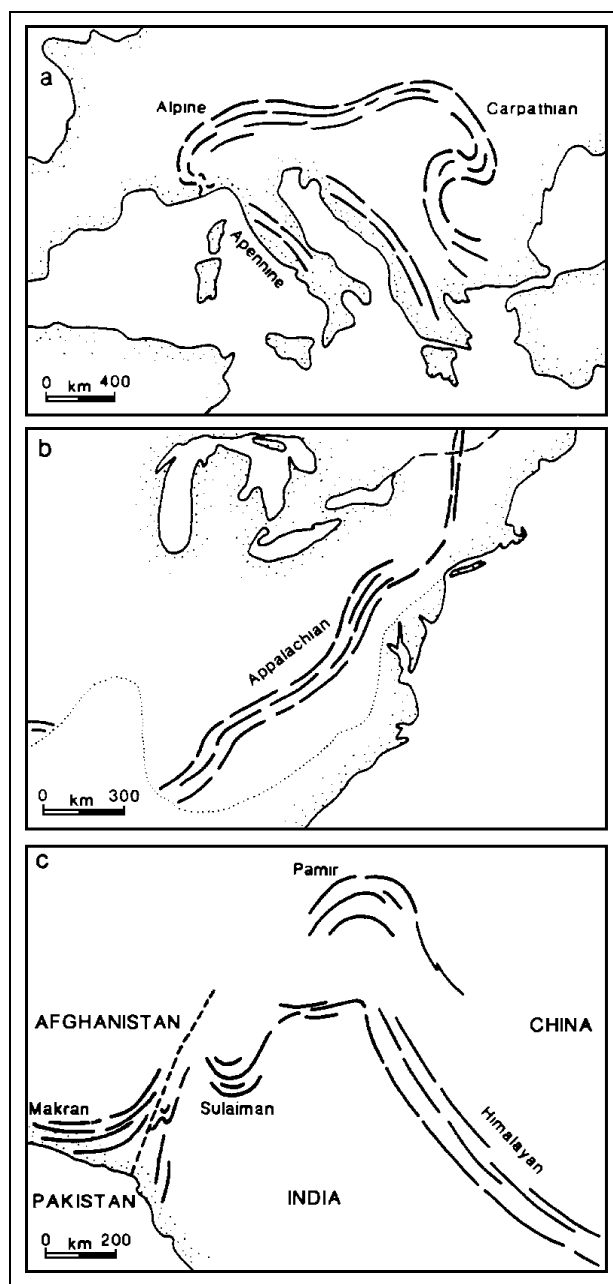 a
Alpine
Carpathian
Apennine
0 km 400
b
Appalachian
0 km 300
c
Pamir
AFGHANISTAN
CHINA
Makran
Sulaiman
Himalayan
PAKISTAN
INDIA
0 km 200